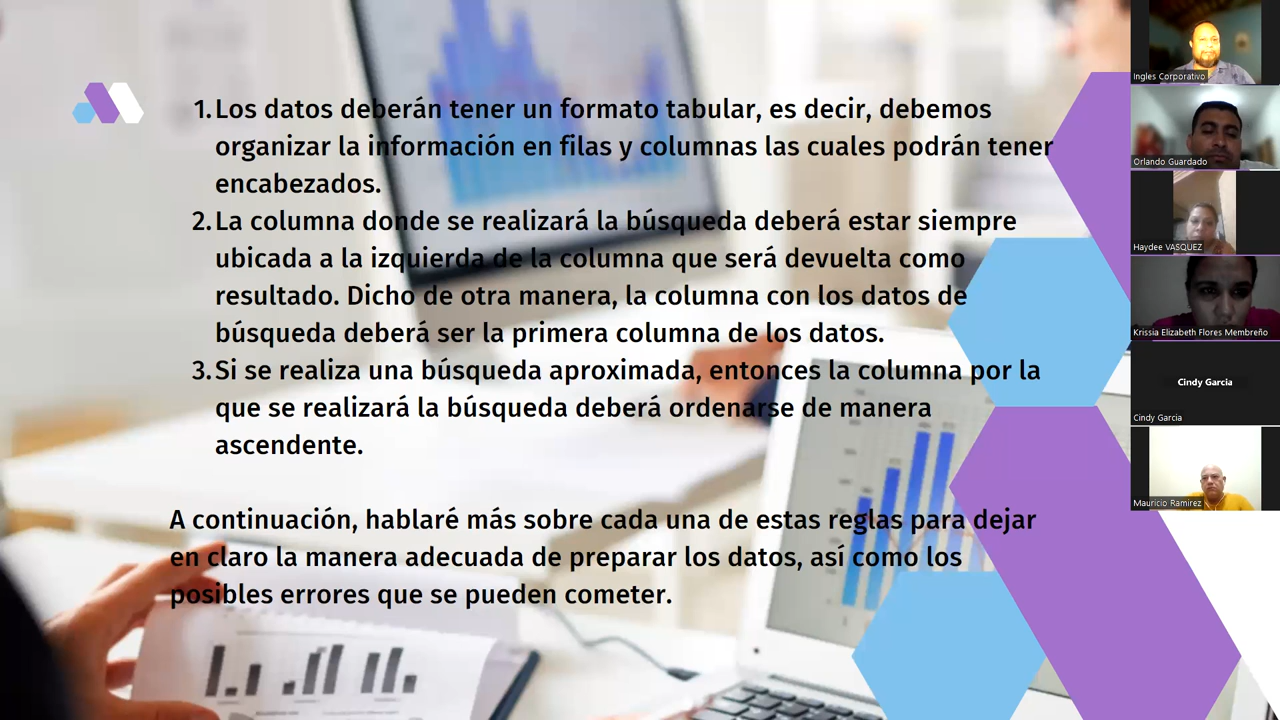 1. Los datos deberán tener un formato tabular, es decir, debemos
organizar la información en filas y columnas las cuales podrán tener
encabezados.
2. La columna donde se realizará la búsqueda deberá estar siempre
ubicada a la izquierda de la columna que será devuelta como
resultado. Dicho de otra manera, la columna con los datos de
búsqueda deberá ser la primera columna de los datos.
3. Si se realiza una búsqueda aproximada, entonces la columna por la
que se realizará la búsqueda deberá ordenarse de manera
ascendente.
A continuación, hablaré más sobre cada una de estas reglas para dejar
en claro la manera adecuada de preparar los datos, así como los
posibles errores que se pueden cometer.
Ingles Corporativo
Orlando Guardado
Haydee VASQUEZ
Krissia Elizabeth Flores Membreño
Cindy Garcia
Cindy Garcia
Mauricio Ramirez